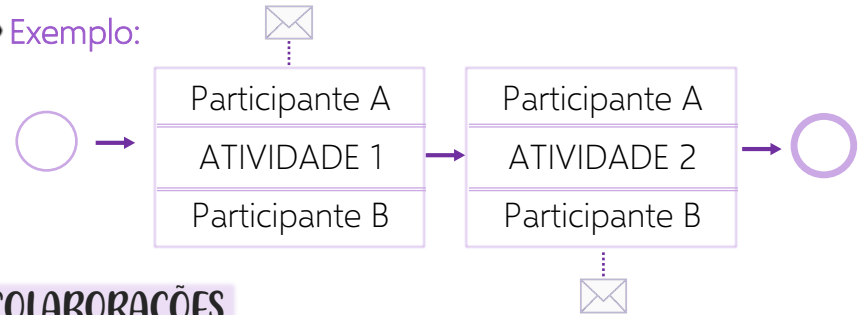 Exemplo:
Participante A
ATIVIDADE 1
Participante B
Participante A
ATIVIDADE 2
Participante B
COLABORAÇÕES